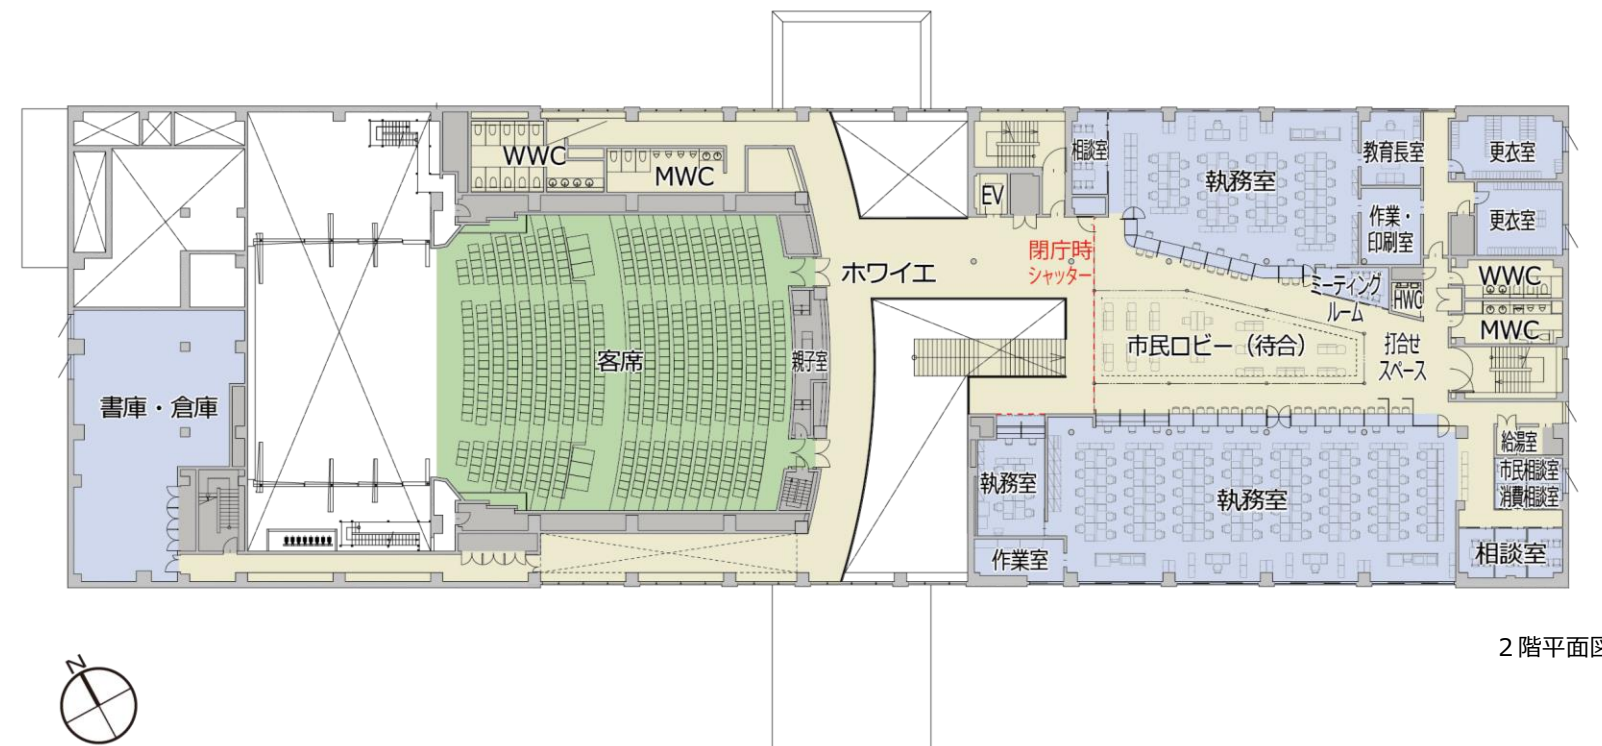 WWC
MWC
相談室
執務室
教育長室
更衣室
EV
作業・
印刷室
更衣室
閉庁時
シャッター
ホワイエ
ミーティング
ルーム
HWC
WWC
MWC
市民ロビー（待合）
打合せ
スペース
客席
親子室
書庫・倉庫
給湯室
市民相談室
消費相談室
執務室
執務室
作業室
相談室
２階平面図
N